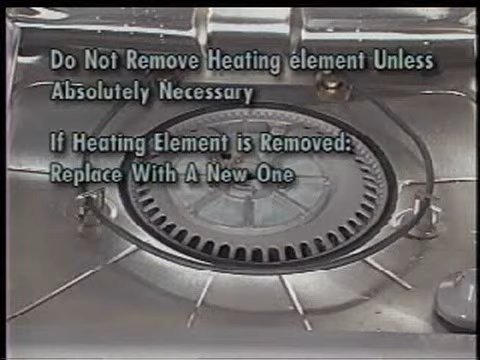 Do Not Remove Heating element Unless
Absolutely Necessary
If Heating Element is Removed:
Replace With A New One